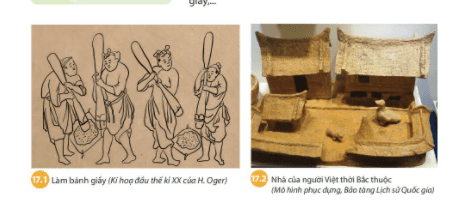 giấy,...
17.1 Làm bánh giầy (Kí hoạ đầu thế kỉ XX của H. Oger)
17.2 Nhà của người Việt thời Bắc thuộc
(Mô hình phục dựng, Bảo tàng Lịch sử Quốc gia)